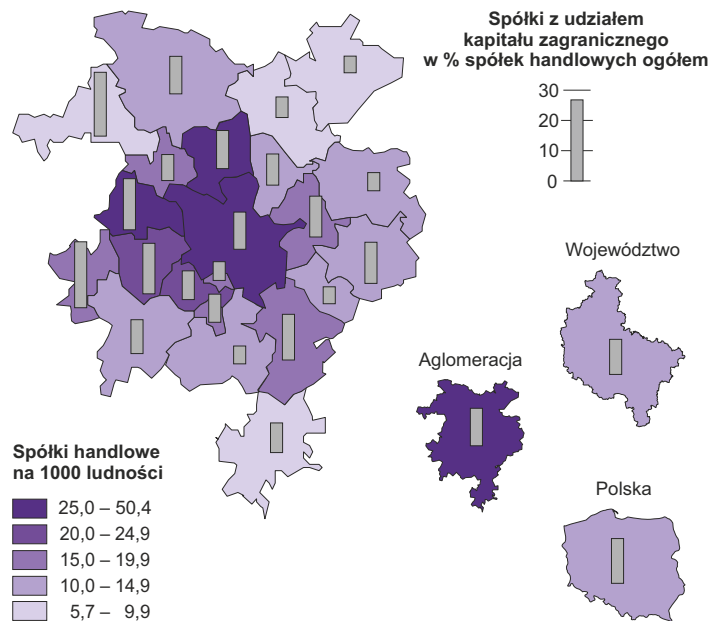 Spółki z udziałem
kapitału zagranicznego
w % spółek handlowych ogółem
30
20
10
0
Województwo
Aglomeracja
Polska
Spółki handlowe
na 1000 ludności
25,0 – 50,4
20,0 – 24,9
15,0 – 19,9
10,0 – 14,9
5,7 – 9,9